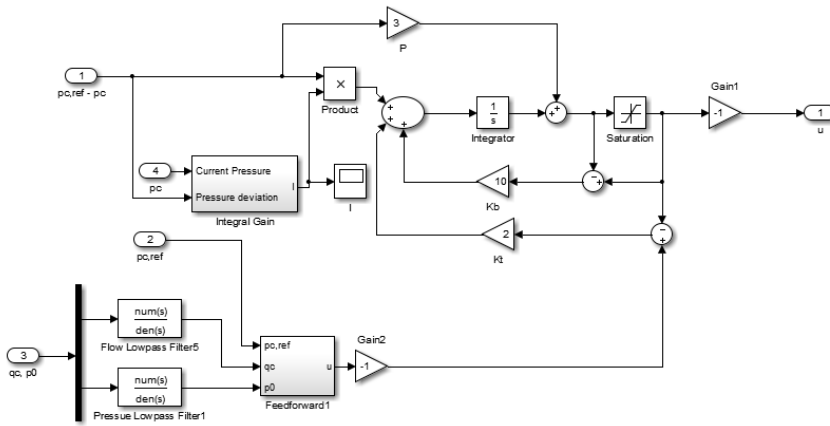 3
P
1
pc,ref - pc
×
Product
+
+
+
1
s
Integrator
+
+
Saturation
Gain1
-1
1
u
4
pc
Current Pressure
Pressure deviation
I
Integral Gain
I
10
Kb
−
+
2
Kt
−
+
2
pc,ref
3
qc, p0
num(s)
den(s)
Flow Lowpass Filter5
num(s)
den(s)
Pressue Lowpass Filter1
pc,ref
qc
p0
u
Feedforward1
Gain2
-1